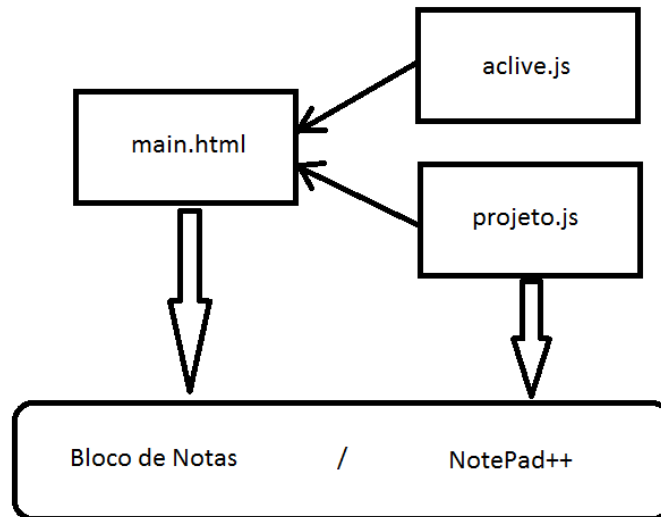 aclive.js
main.html
projeto.js
Bloco de Notas / NotePad++